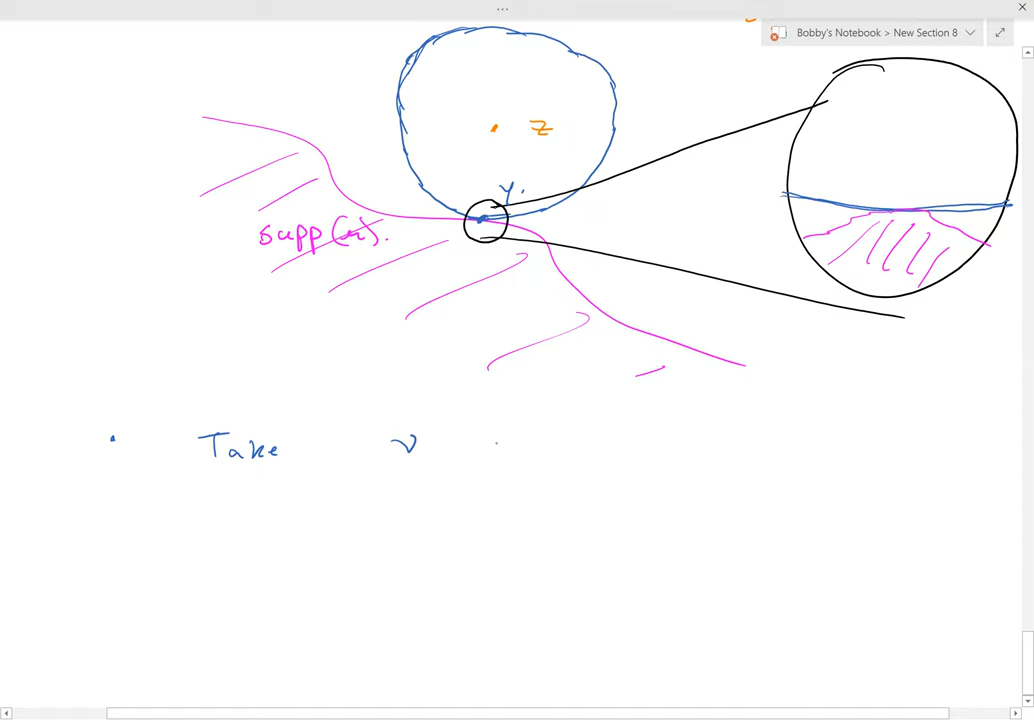 Bobby's Notebook > New Section 8
z
y.
supp(u).
Take ν